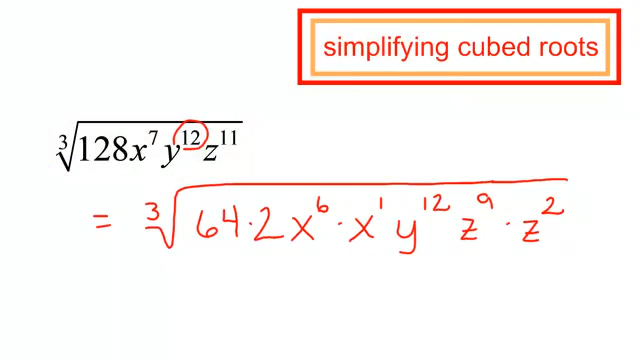 simplifying cubed roots
∛(128x⁷y¹²z¹¹)
= ∛(64·2x⁶·x¹y¹²z⁹·z²)